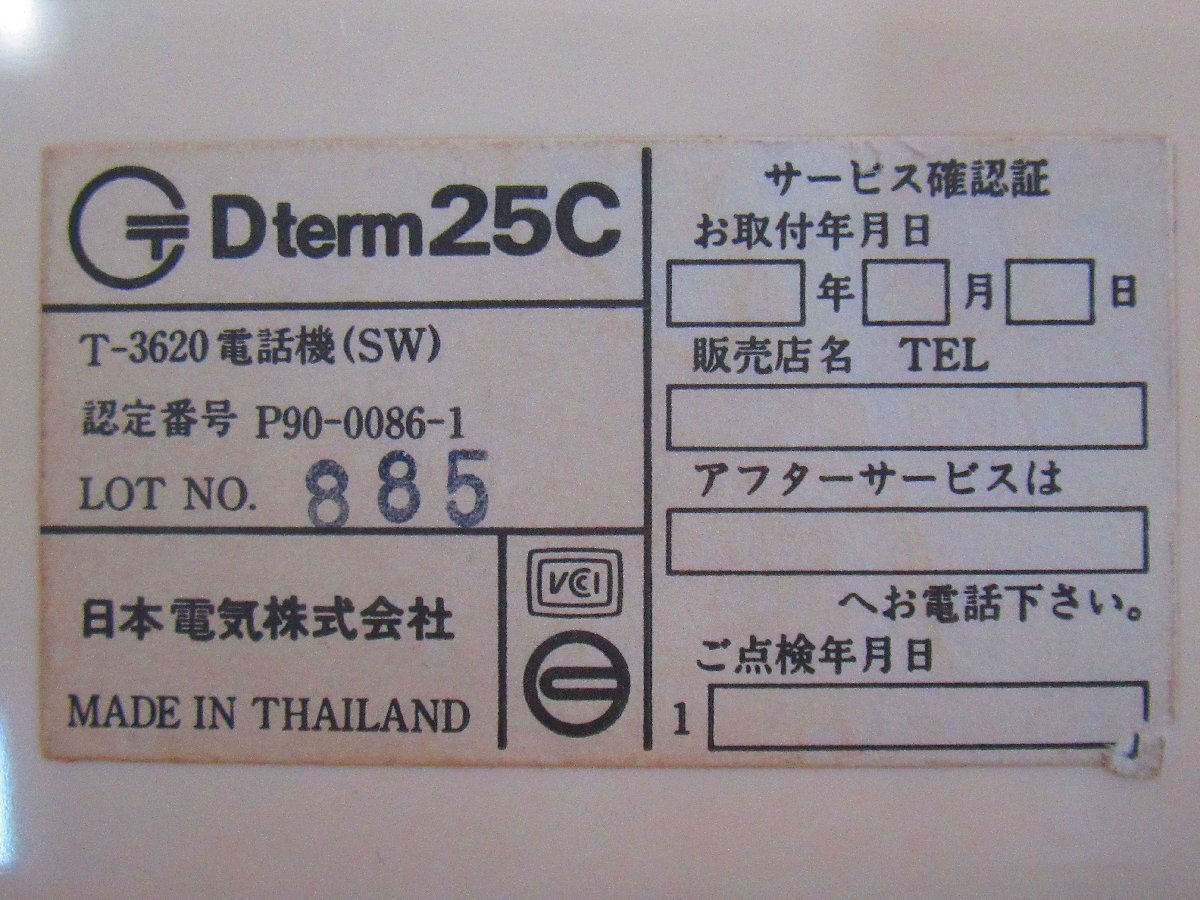 Dterm25C
T-3620 電話機(SW)
認定番号 P90-0086-1
LOT NO. 885
日本電気株式会社
MADE IN THAILAND
VCCI
サービス確認証
お取付年月日
年 月 日
販売店名 TEL
アフターサービスは
へお電話下さい。
ご点検年月日
1